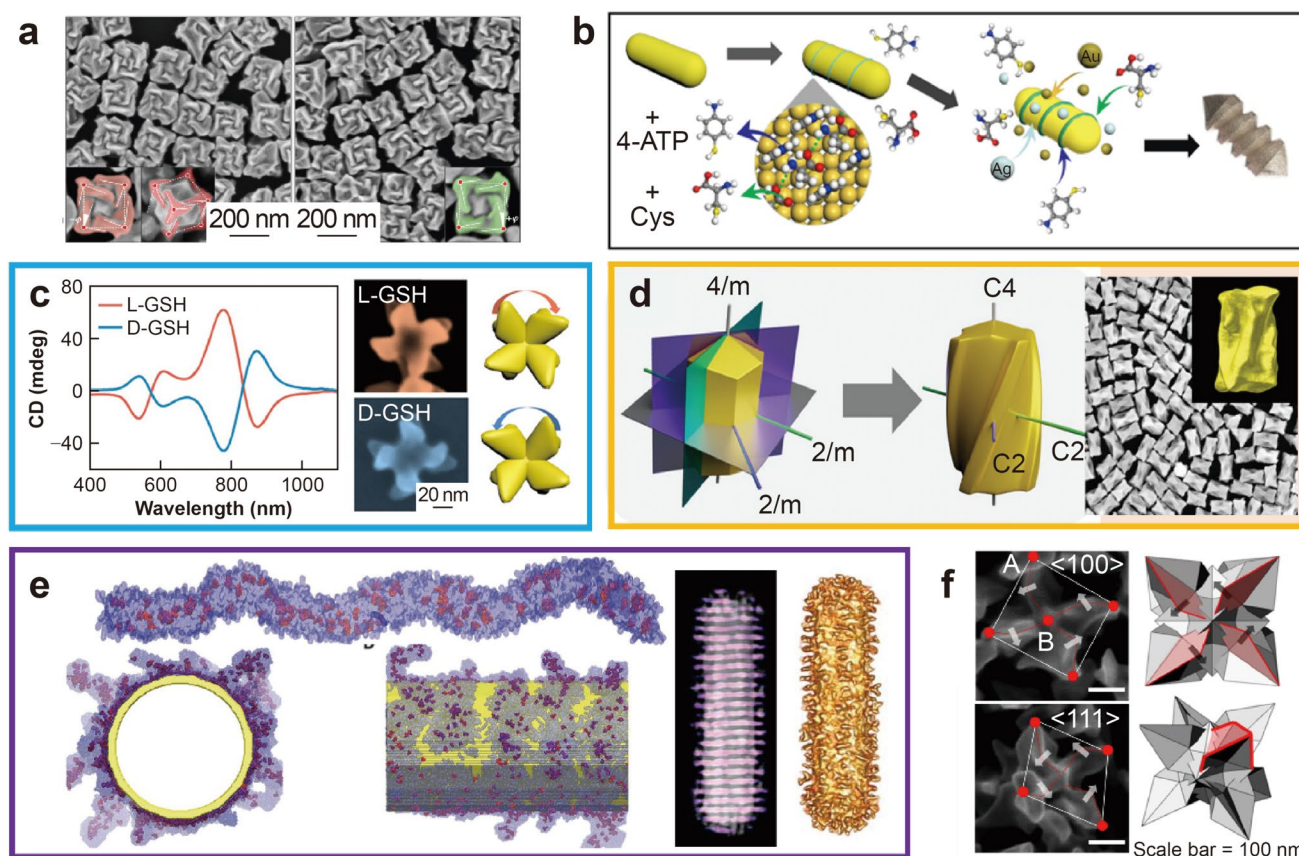 a
−φ
200 nm
200 nm
+φ
b
+
4-ATP
+
Cys
Au
Ag
c
80
40
0
−40
CD (mdeg)
L-GSH
D-GSH
400
600
800
1000
Wavelength (nm)
L-GSH
D-GSH
20 nm
d
4/m
2/m
2/m
C4
C2
C2
e
f
A
<100>
B
<111>
Scale bar = 100 nm